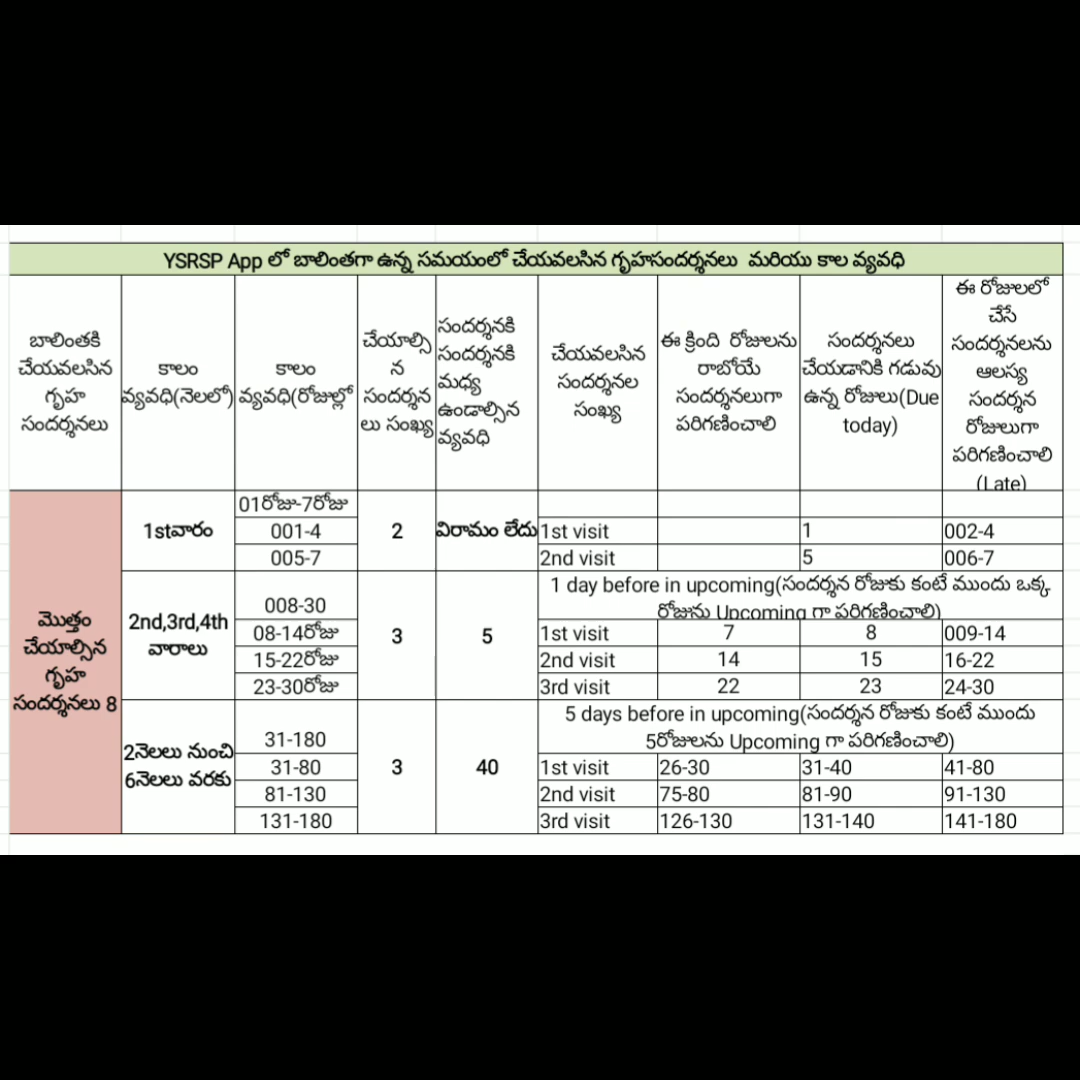 YSRSP App లో బాలింతగా ఉన్న సమయంలో చేయవలసిన గృహసందర్శనలు మరియు కాల వ్యవధి
బాలింతకి
చేయవలసిన
గృహ
సందర్శనలు
కాలం
వ్యవధి(నెలలో)
కాలం
వ్యవధి(రోజుల్లో
చేయాల్సి
న
సందర్శన
లు సంఖ్య
సందర్శనకి
సందర్శనకి
మధ్య
ఉండాల్సిన
వ్యవధి
చేయవలసిన
సందర్శనల
సంఖ్య
ఈ క్రింది రోజులను
రాబోయే
సందర్శనలుగా
పరిగణించాలి
సందర్శనలు
చేయడానికి గడువు
ఉన్న రోజులు(Due
today)
ఈ రోజులలో
చేసే
సందర్శనలను
ఆలస్య
సందర్శన
రోజులుగా
పరిగణించాలి
(Late)
మొత్తం
చేయాల్సిన
గృహ
సందర్శనలు 8
1stవారం
01రోజు-7రోజు
001-4
005-7
2
విరామం లేదు
1st visit 1 002-4
2nd visit 5 006-7
2nd,3rd,4th
వారాలు
008-30
08-14రోజు
15-22రోజు
23-30రోజు
3
5
1 day before in upcoming(సందర్శన రోజుకు కంటే ముందు ఒక్క
రోజును Upcoming గా పరిగణించాలి)
1st visit 7 8 009-14
2nd visit 14 15 16-22
3rd visit 22 23 24-30
2నెలలు నుంచి
6నెలలు వరకు
31-180
31-80
81-130
131-180
3
40
5 days before in upcoming(సందర్శన రోజుకు కంటే ముందు
5రోజులను Upcoming గా పరిగణించాలి)
1st visit 26-30 31-40 41-80
2nd visit 75-80 81-90 91-130
3rd visit 126-130 131-140 141-180